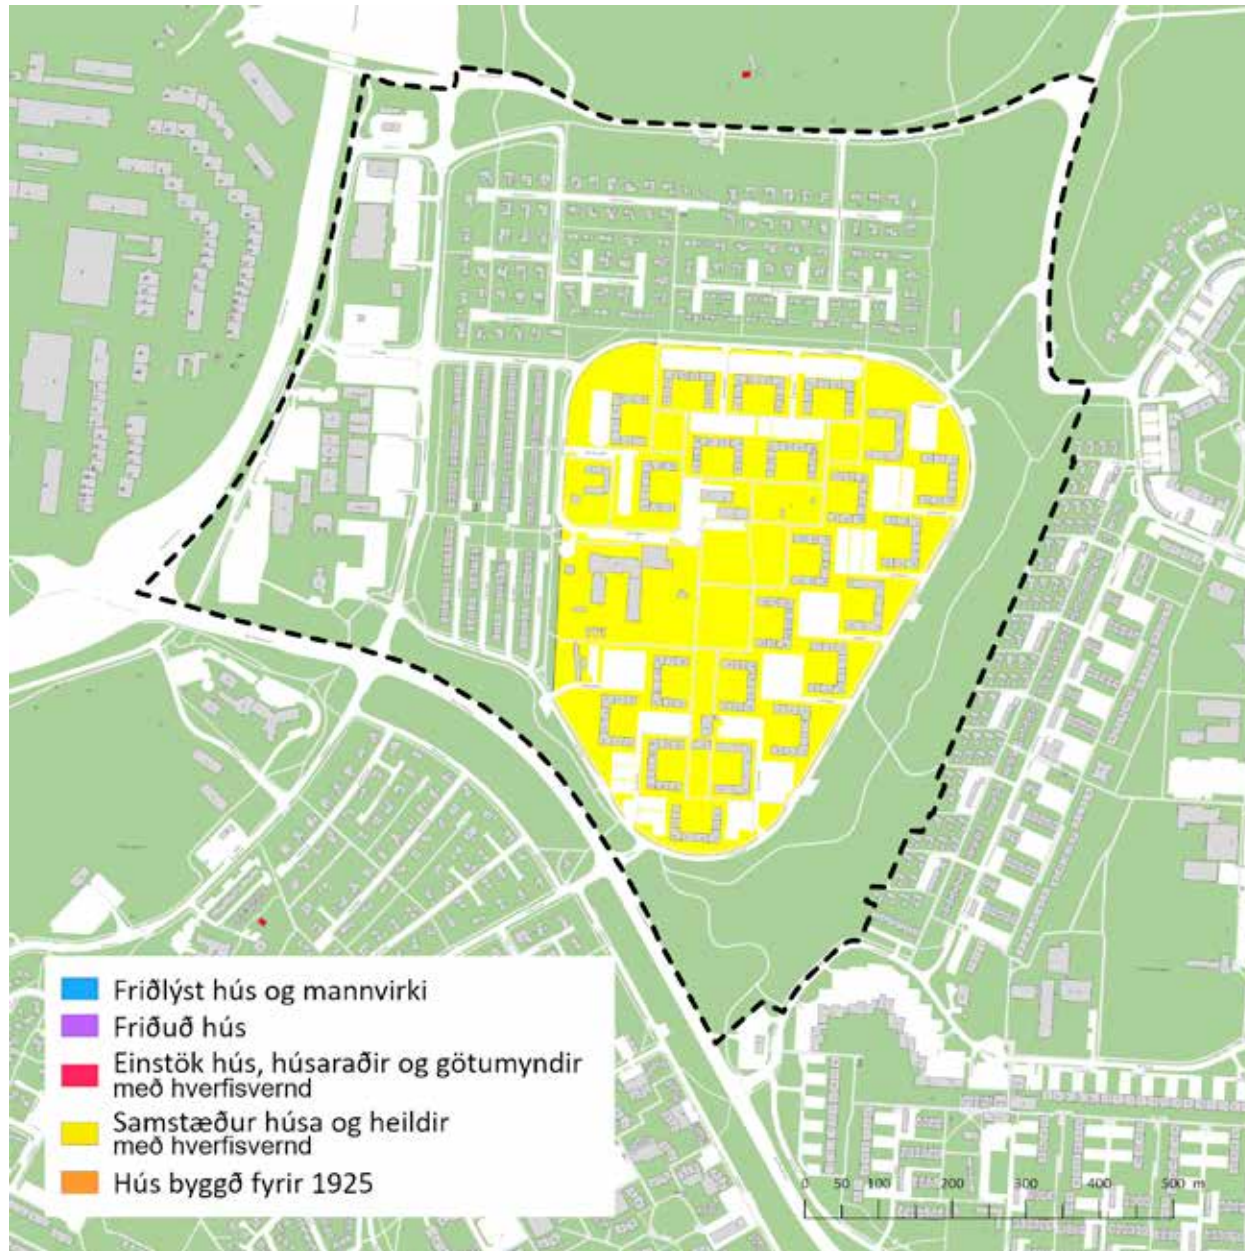 Friðlýst hús og mannvirki
Friðuð hús
Einstök hús, húsaraðir og götumyndir
með hverfisvernd
Samstæður húsa og heildir
með hverfisvernd
Hús byggð fyrir 1925
0 50 100 200 300 400 500 m